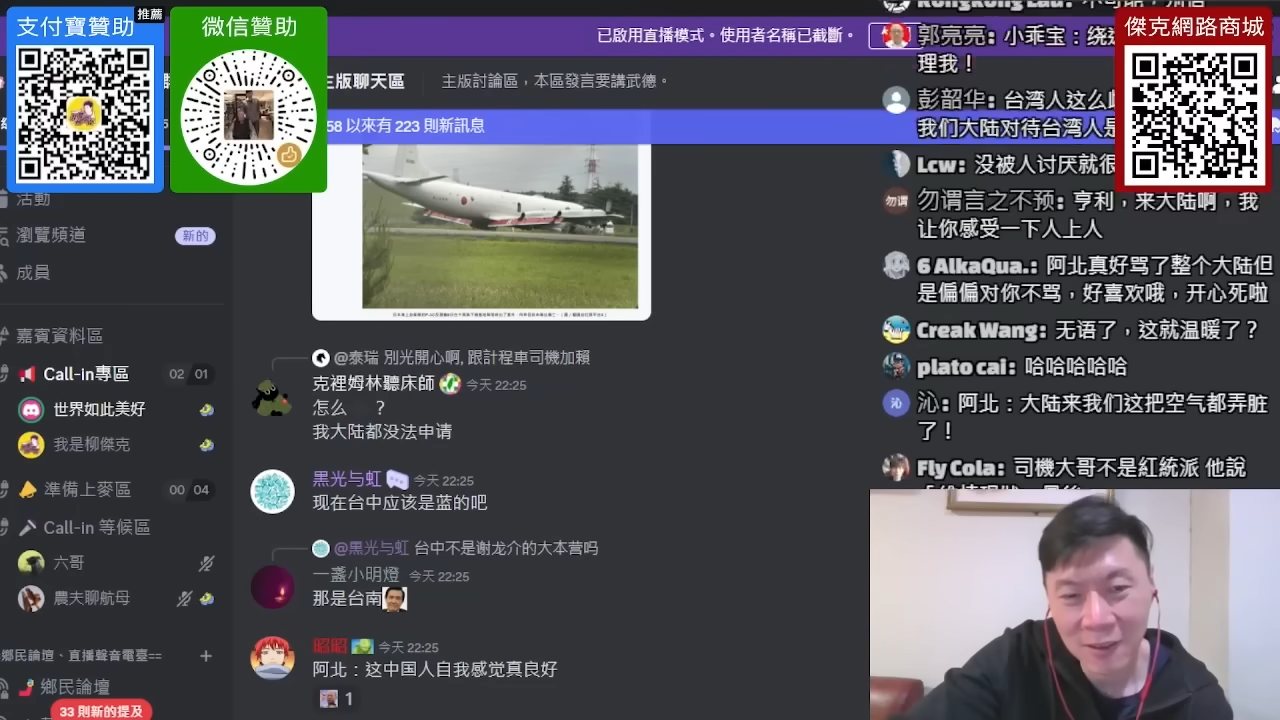 支付寶贊助
推薦
微信贊助
傑克網路商城
已啟用直播模式。使用者名稱已截斷。
主版聊天區
主版討論區，本區發言要講武德。
58 以來有 223 則新訊息
活動
瀏覽頻道
新的
成員
嘉賓資料區
Call-in專區
02
01
世界如此美好
我是柳傑克
準備上麥區
00
04
Call-in 等候區
六哥
農夫聊航母
鄉民論壇、直播聲音電臺==
鄉民論壇
33 則新的提及
@泰瑞 別光開心啊, 跟計程車司機加賴
克裡姆林聽床師
今天 22:25
怎么 ？
我大陆都没法申请
黑光与虹
今天 22:25
现在台中应该是蓝的吧
@黑光与虹 台中不是谢龙介的大本营吗
一盞小明燈 今天 22:25
那是台南
昭昭
今天 22:25
阿北：这中国人自我感觉真良好
1
郭亮亮: 小乖宝：绕
理我！
彭韶华: 台湾人这么
我们大陆对待台湾人是
Lcw: 没被人讨厌就很
勿谓
勿谓言之不预: 亨利，来大陆啊，我
让你感受一下人上人
6 AlkaQua.: 阿北真好骂了整个大陆但
是偏偏对你不骂，好喜欢哦，开心死啦
Creak Wang: 无语了，这就温暖了？
plato cai: 哈哈哈哈哈
沁
沁: 阿北：大陆来我们这把空气都弄脏
了！
Fly Cola: 司機大哥不是紅統派 他說